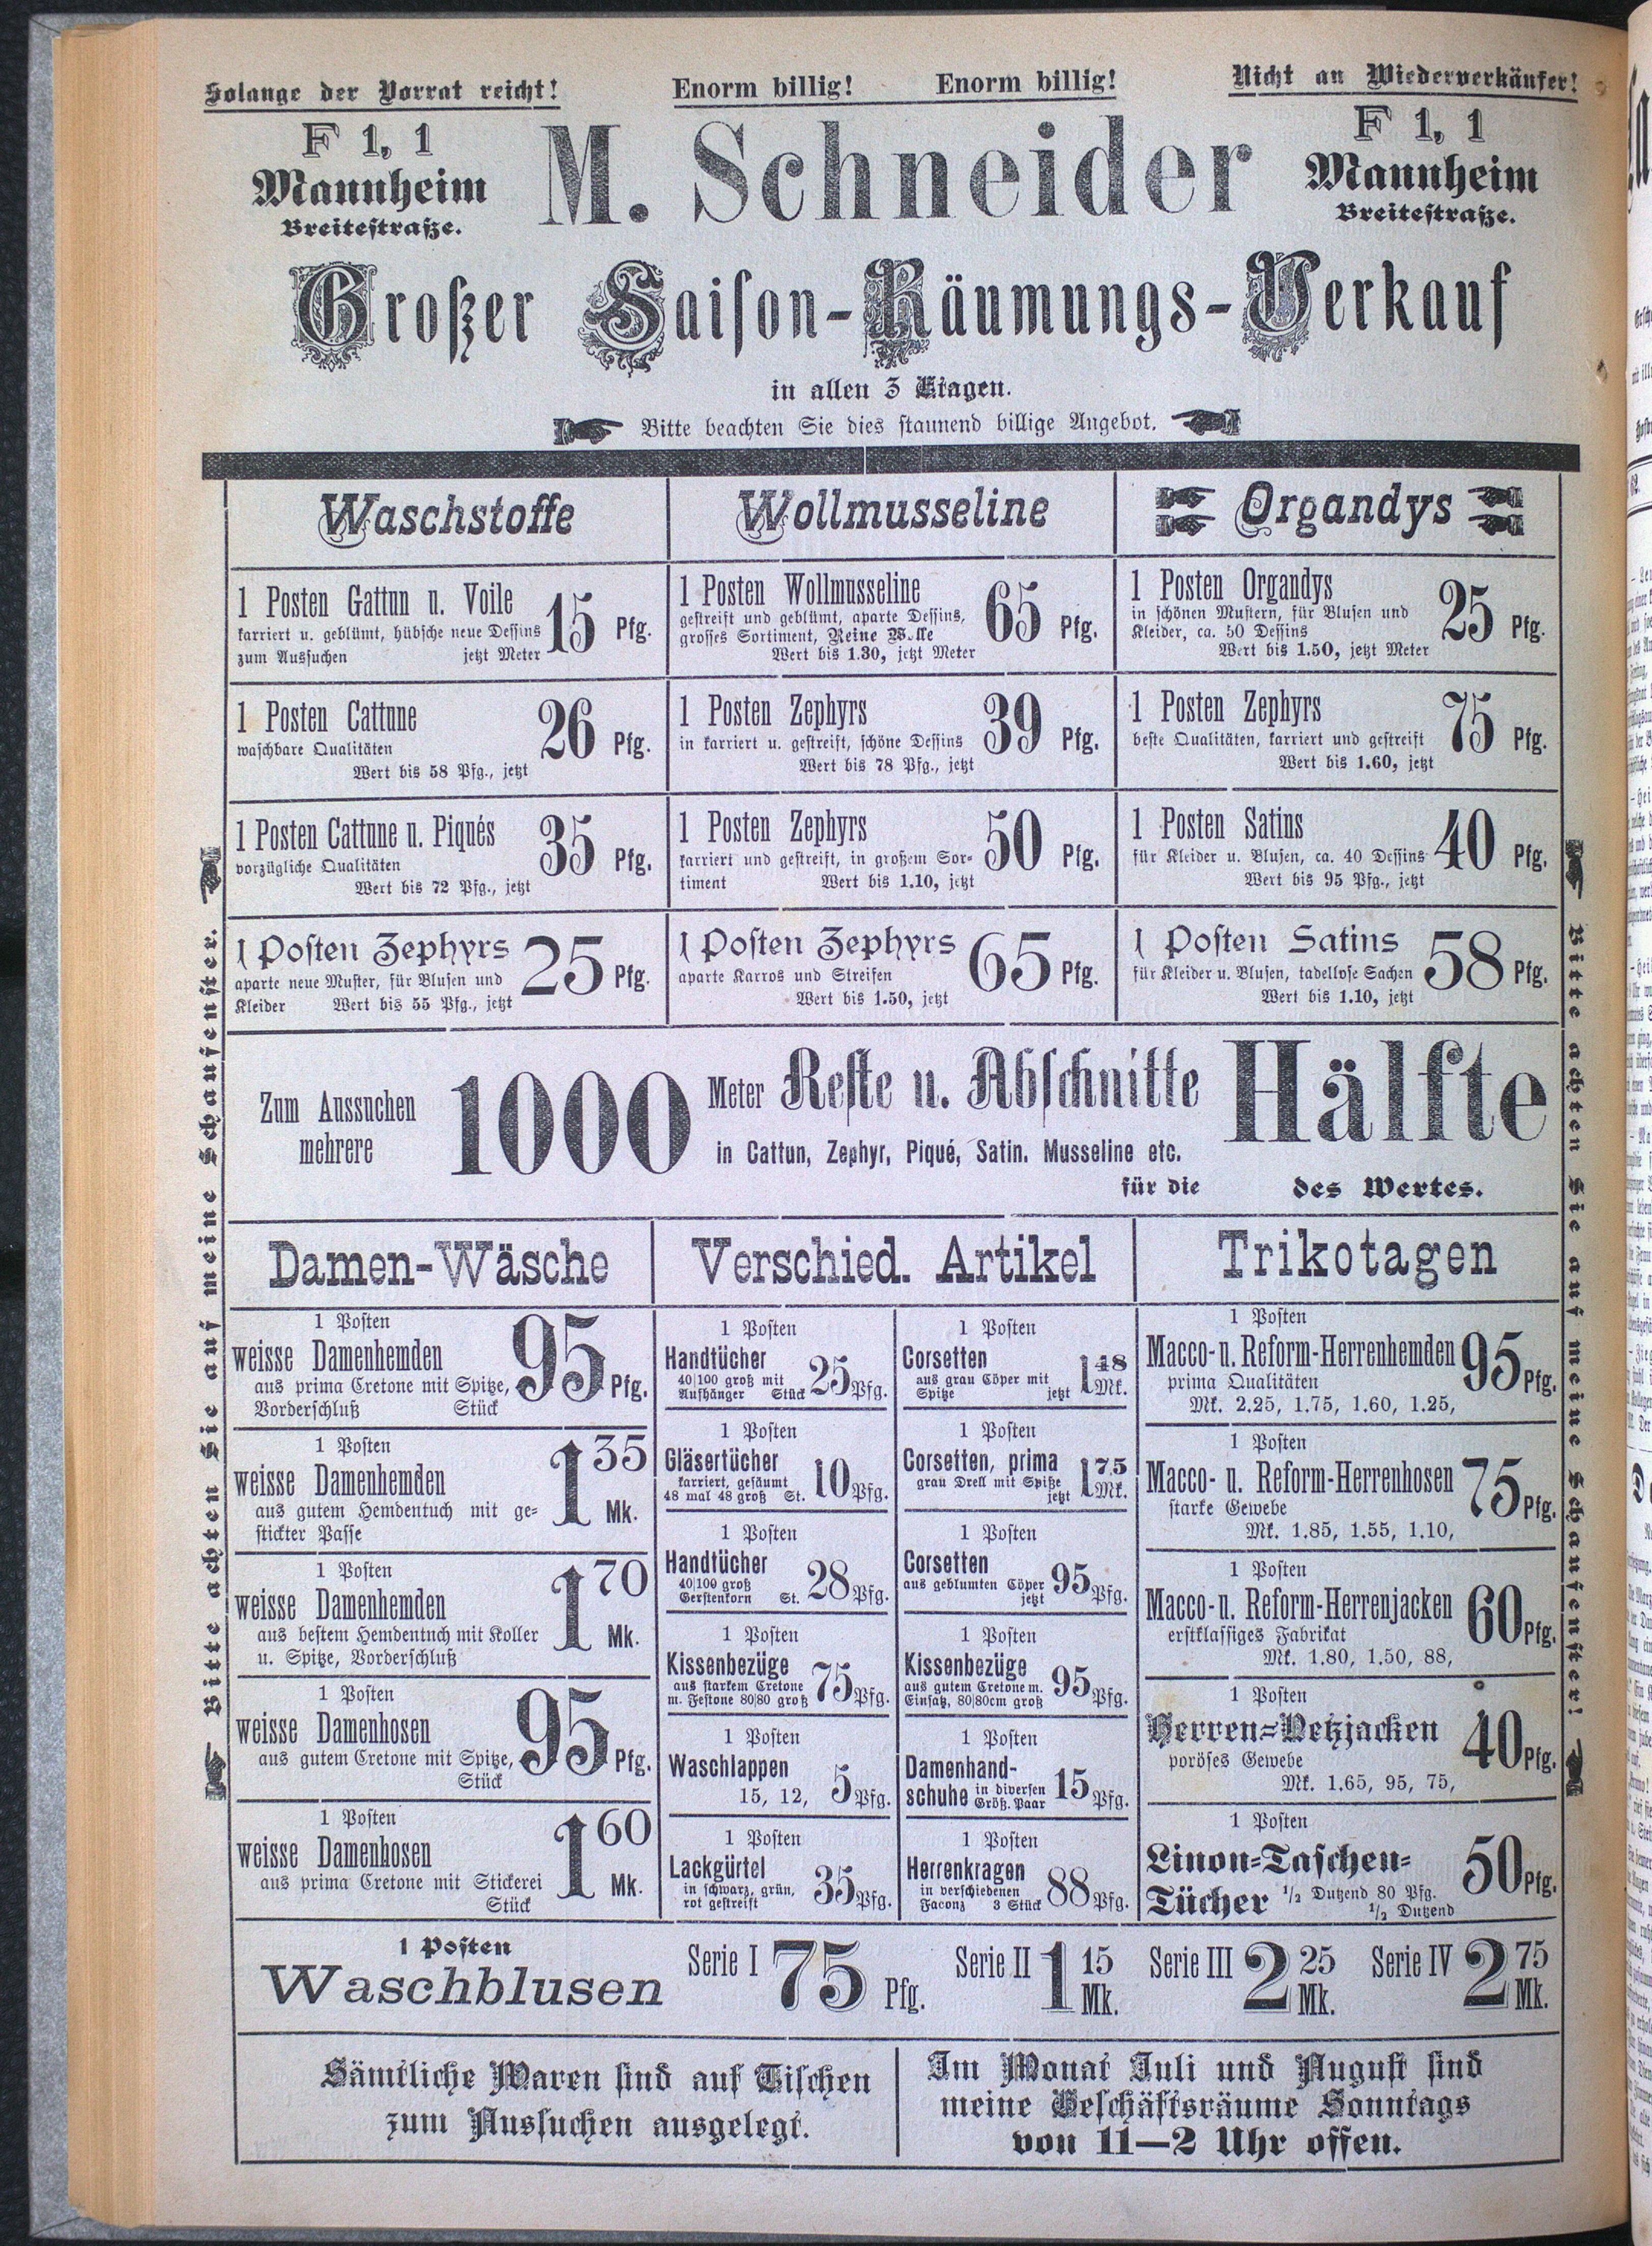 Solange der Vorrat reicht!
Enorm billig! Enorm billig!
Nicht an Wiederverkäufer!
F 1, 1
Mannheim
Breitestraße.
M. Schneider
F 1, 1
Mannheim
Breitestraße.
Großer Saison-Räumungs-Verkauf
in allen 3 Etagen.
Bitte beachten Sie dies staunend billige Angebot.
Waschstoffe
1 Posten Gattun u. Voile
karriert u. geblümt, hübsche neue Dessins
zum Aussuchen jetzt Meter
15 Pfg.
1 Posten Cattune
waschbare Qualitäten
Wert bis 58 Pfg., jetzt
26 Pfg.
1 Posten Cattune u. Piqués
vorzügliche Qualitäten
Wert bis 72 Pfg., jetzt
35 Pfg.
1 Posten Zephyrs
aparte neue Muster, für Blusen und
Kleider Wert bis 55 Pfg., jetzt
25 Pfg.
Wollmusseline
1 Posten Wollmusseline
gestreift und geblümt, aparte Dessins,
grosses Sortiment, Reine Wolle
Wert bis 1.30, jetzt Meter
65 Pfg.
1 Posten Zephyrs
in karriert u. gestreift, schöne Dessins
Wert bis 78 Pfg., jetzt
39 Pfg.
1 Posten Zephyrs
karriert und gestreift, in großem Sor-
timent Wert bis 1.10, jetzt
50 Pfg.
1 Posten Zephyrs
aparte Karros und Streifen
Wert bis 1.50, jetzt
65 Pfg.
Organdys
1 Posten Organdys
in schönen Mustern, für Blusen und
Kleider, ca. 50 Dessins
Wert bis 1.50, jetzt Meter
25 Pfg.
1 Posten Zephyrs
beste Qualitäten, karriert und gestreift
Wert bis 1.60, jetzt
75 Pfg.
1 Posten Satins
für Kleider u. Blusen, ca. 40 Dessins
Wert bis 95 Pfg., jetzt
40 Pfg.
1 Posten Satins
für Kleider u. Blusen, tadellose Sachen
Wert bis 1.10, jetzt
58 Pfg.
Zum Aussuchen
mehrere
1000
Meter Reste u. Abschnitte
in Cattun, Zephyr, Piqué, Satin. Musseline etc.
für die
Hälfte
des Wertes.
Damen-Wäsche
1 Posten
weisse Damenhemden
aus prima Cretone mit Spitze,
Vorderschluß Stück
95 Pfg.
1 Posten
weisse Damenhemden
aus gutem Hemdentuch mit ge-
stickter Passe
1 35 Mk.
1 Posten
weisse Damenhemden
aus bestem Hemdentuch mit Koller
u. Spitze, Vorderschluß
1 70 Mk.
1 Posten
weisse Damenhosen
aus gutem Cretone mit Spitze,
Stück
95 Pfg.
1 Posten
weisse Damenhosen
aus prima Cretone mit Stickerei
Stück
1 60 Mk.
Verschied. Artikel
1 Posten
Handtücher
40|100 groß mit
Aufhänger Stück
25 Pfg.
1 Posten
Gläsertücher
karriert, gesäumt
48 mal 48 groß St.
10 Pfg.
1 Posten
Handtücher
40|100 groß
Gerstenkorn St.
28 Pfg.
1 Posten
Kissenbezüge
aus starkem Cretone
m. Festone 80|80 groß
75 Pfg.
1 Posten
Waschlappen
15, 12, 5 Pfg.
1 Posten
Lackgürtel
in schwarz, grün,
rot gestreift
35 Pfg.
1 Posten
Corsetten
aus grau Cöper mit
Spitze jetzt
1 48 Mk.
1 Posten
Corsetten, prima
grau Drell mit Spitze
jetzt
1 75 Mk.
1 Posten
Corsetten
aus geblumten Cöper
jetzt
95 Pfg.
1 Posten
Kissenbezüge
aus gutem Cretone m.
Einsatz, 80|80cm groß
95 Pfg.
1 Posten
Damenhand-
schuhe in diversen
Größ. Paar
15 Pfg.
1 Posten
Herrenkragen
in verschiedenen
Faconz 3 Stück
88 Pfg.
Trikotagen
1 Posten
Macco- u. Reform-Herrenhemden
prima Qualitäten
Mk. 2.25, 1.75, 1.60, 1.25,
95 Pfg.
1 Posten
Macco- u. Reform-Herrenhosen
starke Gewebe
Mk. 1.85, 1.55, 1.10,
75 Pfg.
1 Posten
Macco- u. Reform-Herrenjacken
erstklassiges Fabrikat
Mk. 1.80, 1.50, 88,
60 Pfg.
1 Posten
Herren-Netzjacken
poröses Gewebe
Mk. 1.65, 95, 75,
40 Pfg.
1 Posten
Linon-Taschen-
Tücher 1/2 Dutzend 80 Pfg.
1/2 Dutzend
50 Pfg.
1 Posten
Waschblusen
Serie I 75 Pfg.
Serie II 1 15 Mk.
Serie III 2 25 Mk.
Serie IV 2 75 Mk.
Sämtliche Waren sind auf Tischen
zum Aussuchen ausgelegt.
Im Monat Juli und August sind
meine Geschäftsräume Sonntags
von 11—2 Uhr offen.
Bitte achten Sie auf meine Schaufenster.
Bitte achten Sie auf meine Schaufenster!